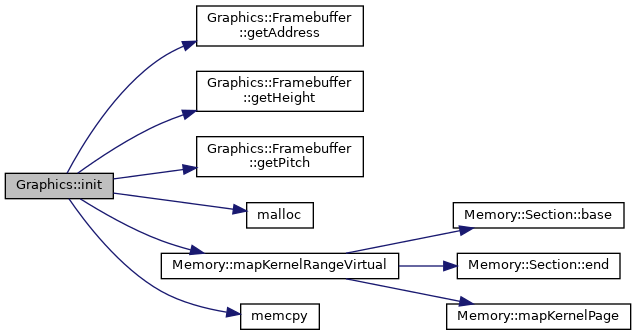 Graphics::init
Graphics::Framebuffer
::getAddress
Graphics::Framebuffer
::getHeight
Graphics::Framebuffer
::getPitch
malloc
Memory::mapKernelRangeVirtual
memcpy
Memory::Section::base
Memory::Section::end
Memory::mapKernelPage